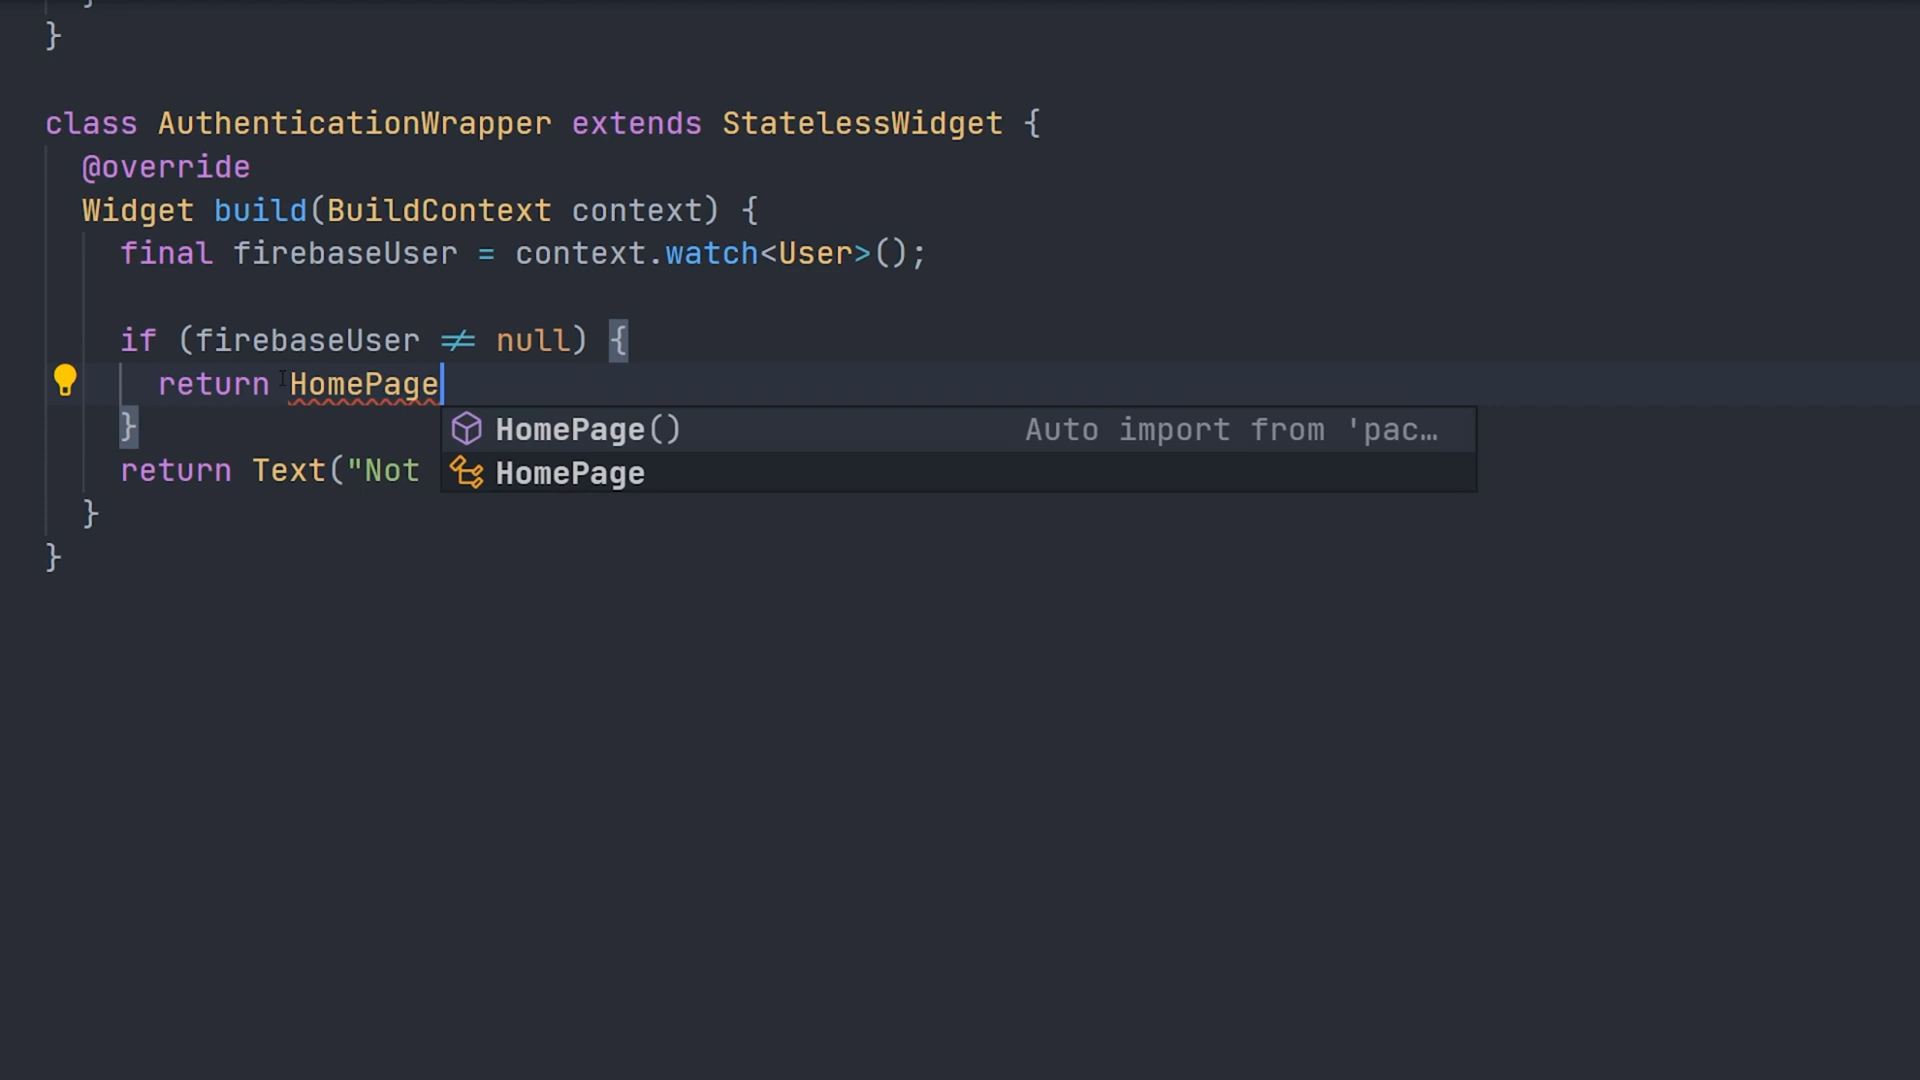 }
}
class AuthenticationWrapper extends StatelessWidget {
@override
Widget build(BuildContext context) {
final firebaseUser = context.watch<User>();
if (firebaseUser ≠ null) {
return HomePage
}
HomePage() Auto import from 'pac…
return Text("Not
HomePage
}
}